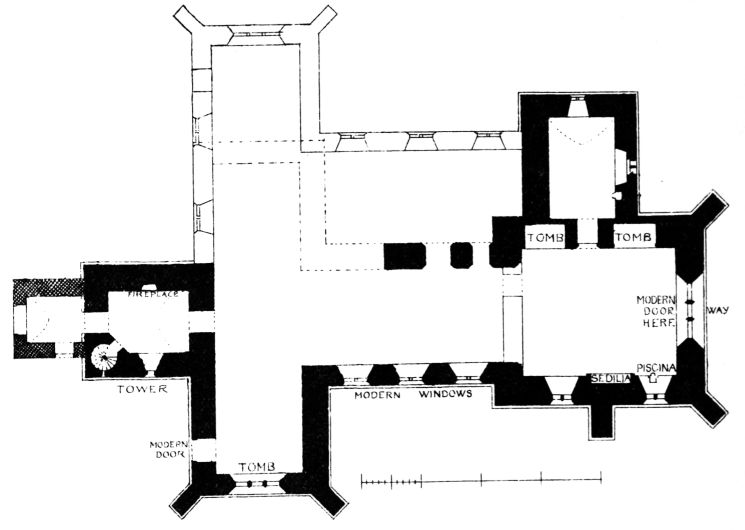 TOMB
TOMB
FIREPLACE
MODERN
DOOR
HERE
WAY
PISCINA
SEDILIA
TOWER
MODERN WINDOWS
MODERN
DOOR
TOMB